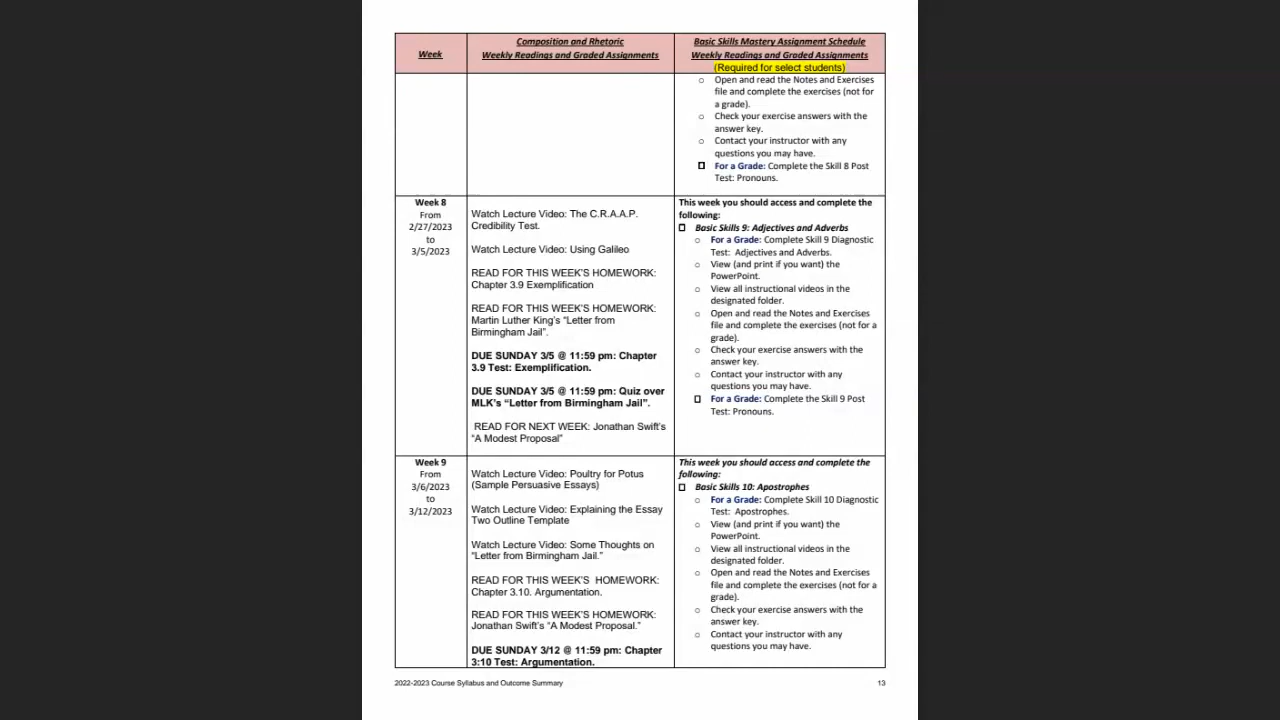 Week
Composition and Rhetoric
Weekly Readings and Graded Assignments
Basic Skills Mastery Assignment Schedule
Weekly Readings and Graded Assignments
(Required for select students)
o Open and read the Notes and Exercises
file and complete the exercises (not for
a grade).
o Check your exercise answers with the
answer key.
o Contact your instructor with any
questions you may have.
☐ For a Grade: Complete the Skill 8 Post
Test: Pronouns.
Week 8
From
2/27/2023
to
3/5/2023
Watch Lecture Video: The C.R.A.A.P.
Credibility Test.
Watch Lecture Video: Using Galileo
READ FOR THIS WEEK'S HOMEWORK:
Chapter 3.9 Exemplification
READ FOR THIS WEEK'S HOMEWORK:
Martin Luther King's “Letter from
Birmingham Jail”.
DUE SUNDAY 3/5 @ 11:59 pm: Chapter
3.9 Test: Exemplification.
DUE SUNDAY 3/5 @ 11:59 pm: Quiz over
MLK's “Letter from Birmingham Jail”.
READ FOR NEXT WEEK: Jonathan Swift's
“A Modest Proposal”
This week you should access and complete the
following:
☐ Basic Skills 9: Adjectives and Adverbs
o For a Grade: Complete Skill 9 Diagnostic
Test: Adjectives and Adverbs.
o View (and print if you want) the
PowerPoint.
o View all instructional videos in the
designated folder.
o Open and read the Notes and Exercises
file and complete the exercises (not for a
grade).
o Check your exercise answers with the
answer key.
o Contact your instructor with any
questions you may have.
☐ For a Grade: Complete the Skill 9 Post
Test: Pronouns.
Week 9
From
3/6/2023
to
3/12/2023
Watch Lecture Video: Poultry for Potus
(Sample Persuasive Essays)
Watch Lecture Video: Explaining the Essay
Two Outline Template
Watch Lecture Video: Some Thoughts on
“Letter from Birmingham Jail.”
READ FOR THIS WEEK'S HOMEWORK:
Chapter 3.10. Argumentation.
READ FOR THIS WEEK'S HOMEWORK:
Jonathan Swift's “A Modest Proposal.”
DUE SUNDAY 3/12 @ 11:59 pm: Chapter
3:10 Test: Argumentation.
This week you should access and complete the
following:
☐ Basic Skills 10: Apostrophes
o For a Grade: Complete Skill 10 Diagnostic
Test: Apostrophes.
o View (and print if you want) the
PowerPoint.
o View all instructional videos in the
designated folder.
o Open and read the Notes and Exercises
file and complete the exercises (not for a
grade).
o Check your exercise answers with the
answer key.
o Contact your instructor with any
questions you may have.
2022-2023 Course Syllabus and Outcome Summary
13